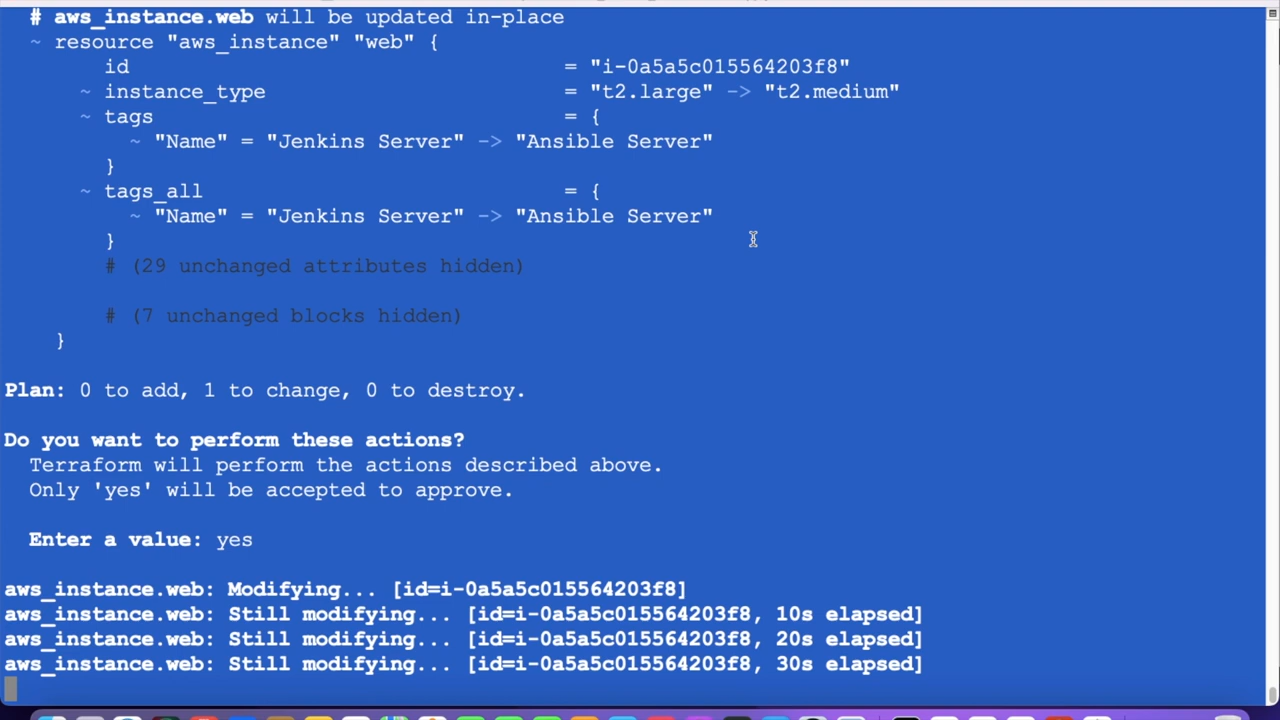 # aws_instance.web will be updated in-place
~ resource "aws_instance" "web" {
id = "i-0a5a5c015564203f8"
~ instance_type = "t2.large" -> "t2.medium"
~ tags = {
~ "Name" = "Jenkins Server" -> "Ansible Server"
}
~ tags_all = {
~ "Name" = "Jenkins Server" -> "Ansible Server"
}
# (29 unchanged attributes hidden)
# (7 unchanged blocks hidden)
}
Plan: 0 to add, 1 to change, 0 to destroy.
Do you want to perform these actions?
Terraform will perform the actions described above.
Only 'yes' will be accepted to approve.
Enter a value: yes
aws_instance.web: Modifying... [id=i-0a5a5c015564203f8]
aws_instance.web: Still modifying... [id=i-0a5a5c015564203f8, 10s elapsed]
aws_instance.web: Still modifying... [id=i-0a5a5c015564203f8, 20s elapsed]
aws_instance.web: Still modifying... [id=i-0a5a5c015564203f8, 30s elapsed]